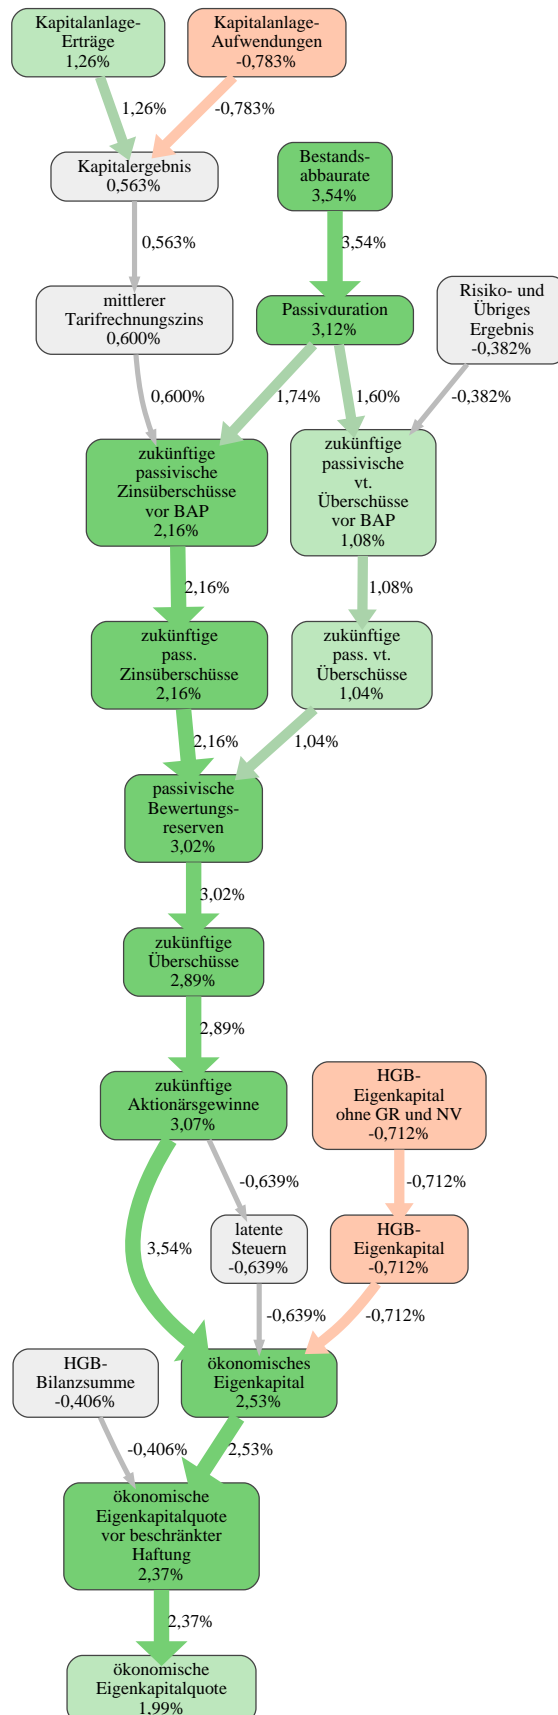 Kapitalanlage-
Erträge
1,26%
Kapitalanlage-
Aufwendungen
-0,783%
1,26%
-0,783%
Kapitalergebnis
0,563%
Bestands-
abbaurate
3,54%
0,563%
3,54%
mittlerer
Tarifrechnungszins
0,600%
Passivduration
3,12%
Risiko- und
Übriges
Ergebnis
-0,382%
0,600%
1,74%
1,60%
-0,382%
zukünftige
passivische
Zinsüberschüsse
vor BAP
2,16%
zukünftige
passivische
vt.
Überschüsse
vor BAP
1,08%
2,16%
1,08%
zukünftige
pass.
Zinsüberschüsse
2,16%
zukünftige
pass. vt.
Überschüsse
1,04%
2,16%
1,04%
passivische
Bewertungs-
reserven
3,02%
3,02%
zukünftige
Überschüsse
2,89%
2,89%
zukünftige
Aktionärsgewinne
3,07%
HGB-
Eigenkapital
ohne GR und NV
-0,712%
-0,639%
-0,712%
3,54%
latente
Steuern
-0,639%
HGB-
Eigenkapital
-0,712%
-0,639%
-0,712%
HGB-
Bilanzsumme
-0,406%
ökonomisches
Eigenkapital
2,53%
-0,406%
2,53%
ökonomische
Eigenkapitalquote
vor beschränkter
Haftung
2,37%
2,37%
ökonomische
Eigenkapitalquote
1,99%